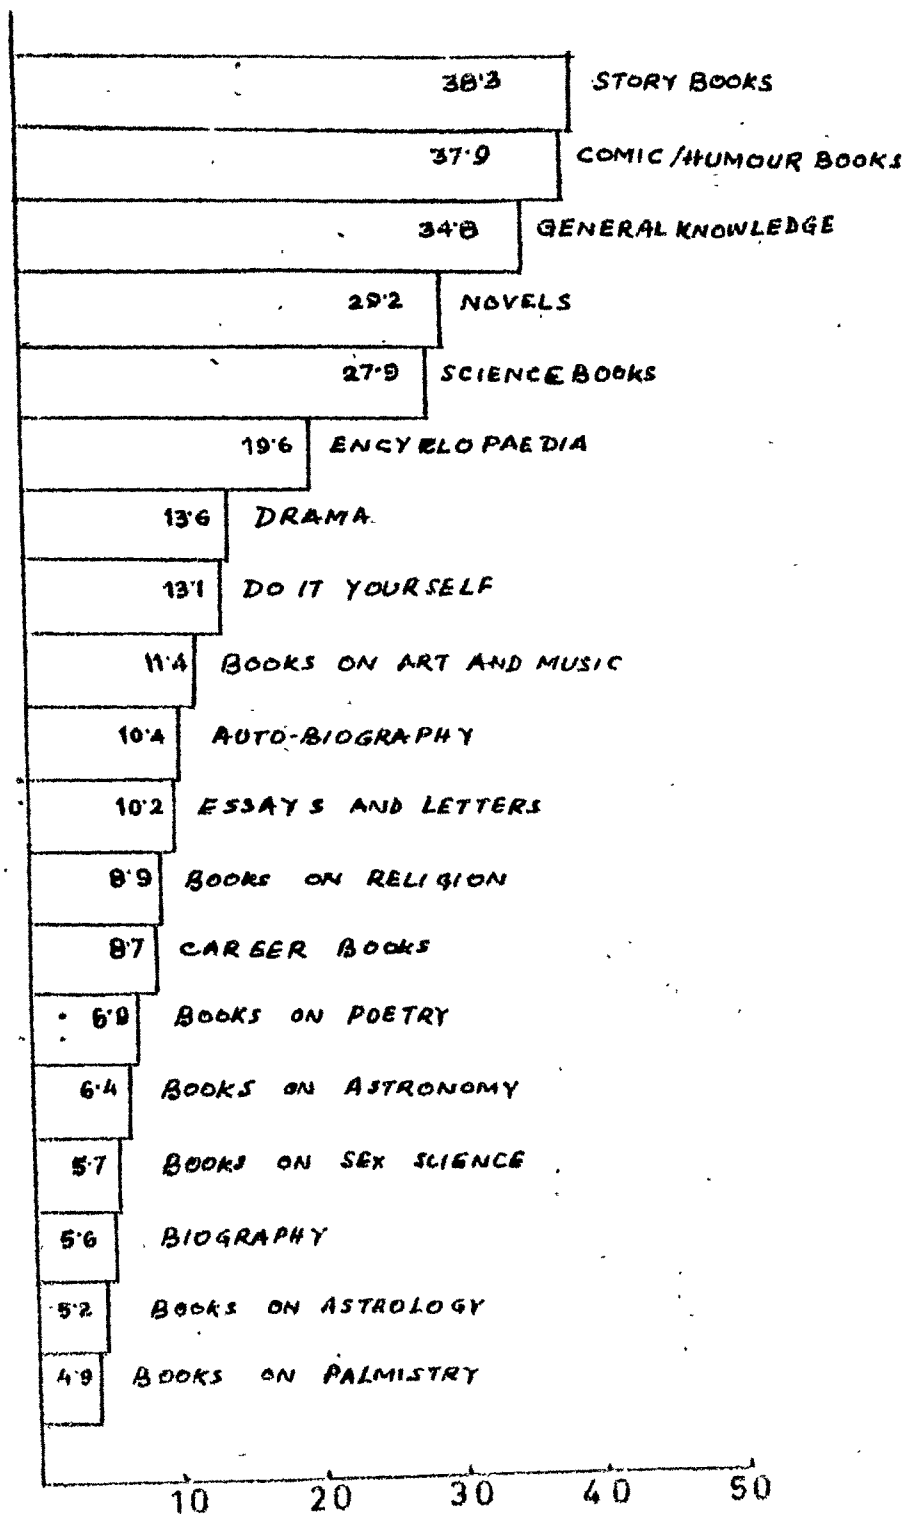 38·3 STORY BOOKS
37·9 COMIC/HUMOUR BOOKS
34·8 GENERAL KNOWLEDGE
29·2 NOVELS
27·9 SCIENCE BOOKS
19·6 ENCYCLOPAEDIA
13·6 DRAMA
13·1 DO IT YOURSELF
11·4 BOOKS ON ART AND MUSIC
10·4 AUTO-BIOGRAPHY
10·2 ESSAYS AND LETTERS
8·9 BOOKS ON RELIGION
8·7 CAREER BOOKS
6·9 BOOKS ON POETRY
6·4 BOOKS ON ASTRONOMY
5·7 BOOKS ON SEX SCIENCE
5·6 BIOGRAPHY
5·2 BOOKS ON ASTROLOGY
4·9 BOOKS ON PALMISTRY
10 20 30 40 50